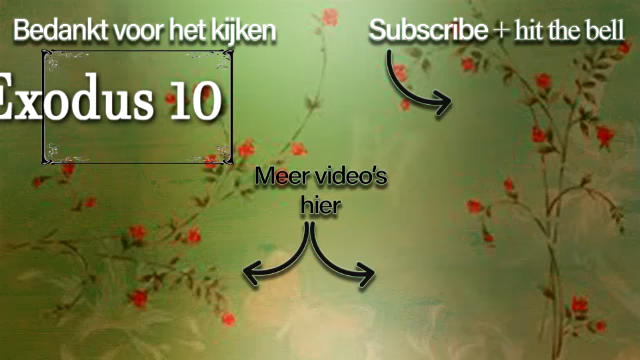 Bedankt voor het kijken
Subscribe + hit the bell
Exodus 10
Meer video's
hier